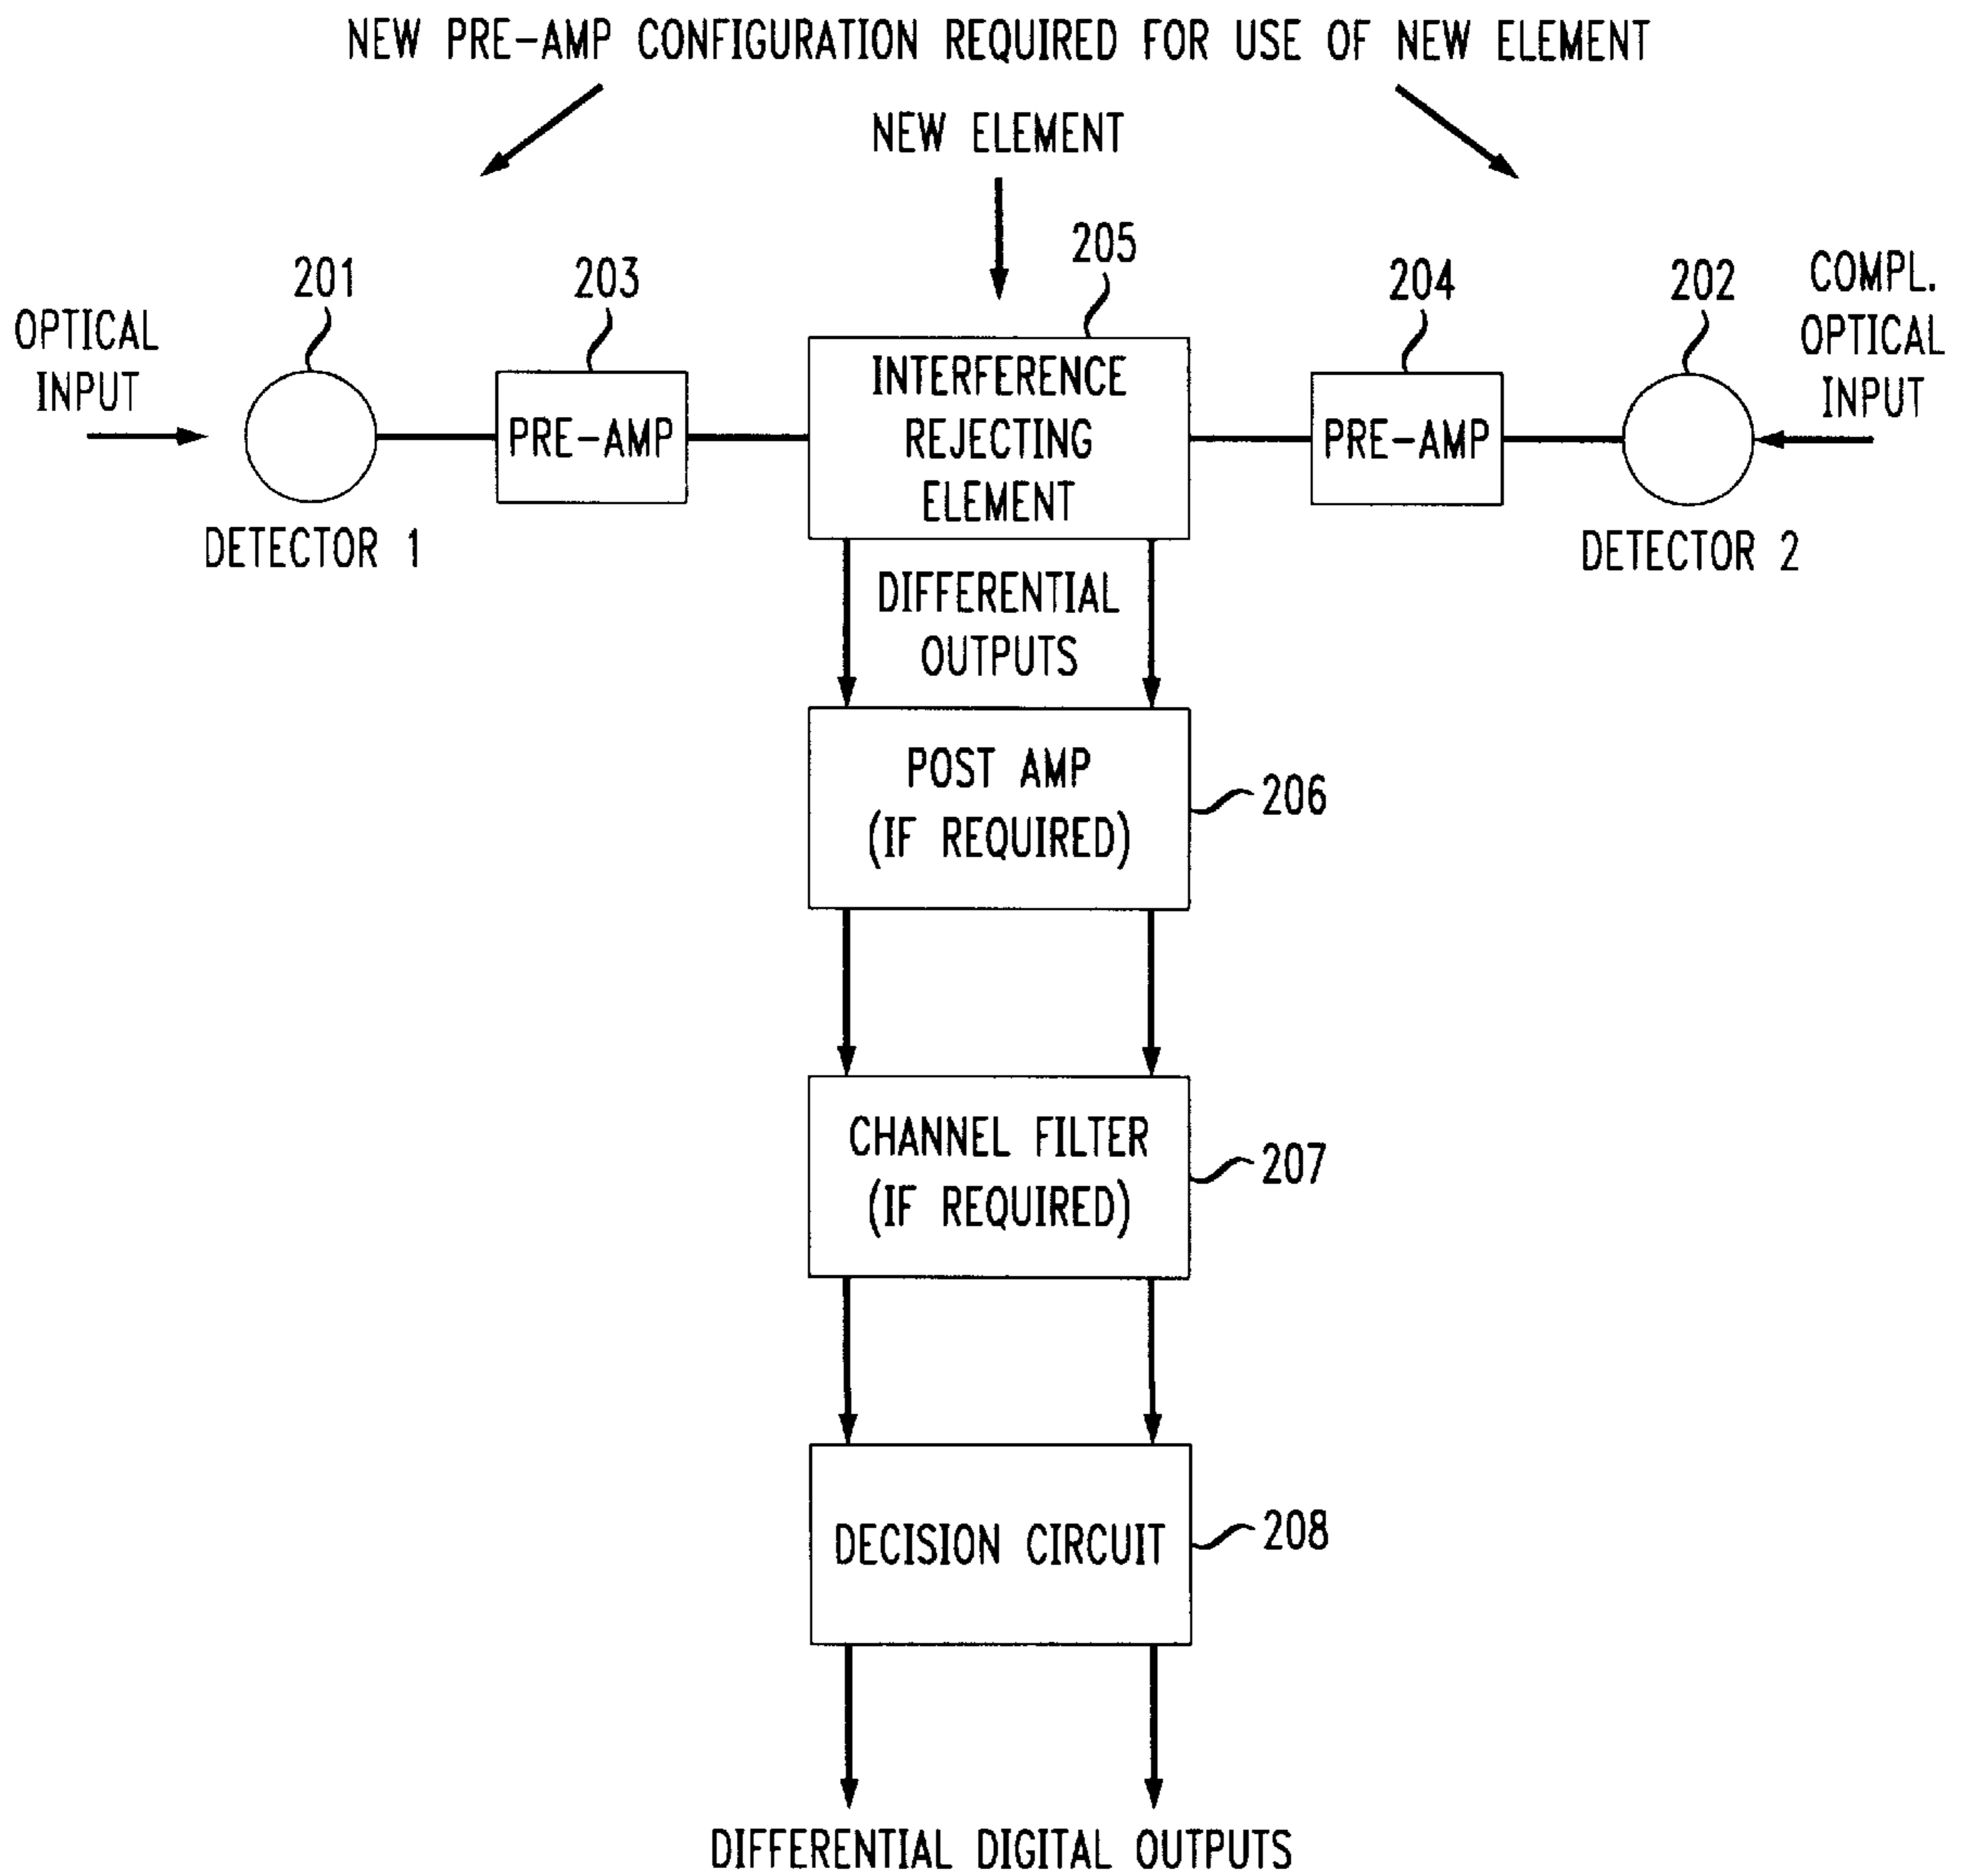 NEW PRE-AMP CONFIGURATION REQUIRED FOR USE OF NEW ELEMENT
NEW ELEMENT
205
201
203
204
202
COMPL.
OPTICAL
INPUT
OPTICAL
INPUT
INTERFERENCE
REJECTING
ELEMENT
PRE-AMP
PRE-AMP
DETECTOR 1
DETECTOR 2
DIFFERENTIAL
OUTPUTS
POST AMP
(IF REQUIRED)
206
CHANNEL FILTER
(IF REQUIRED)
207
DECISION CIRCUIT
208
DIFFERENTIAL DIGITAL OUTPUTS